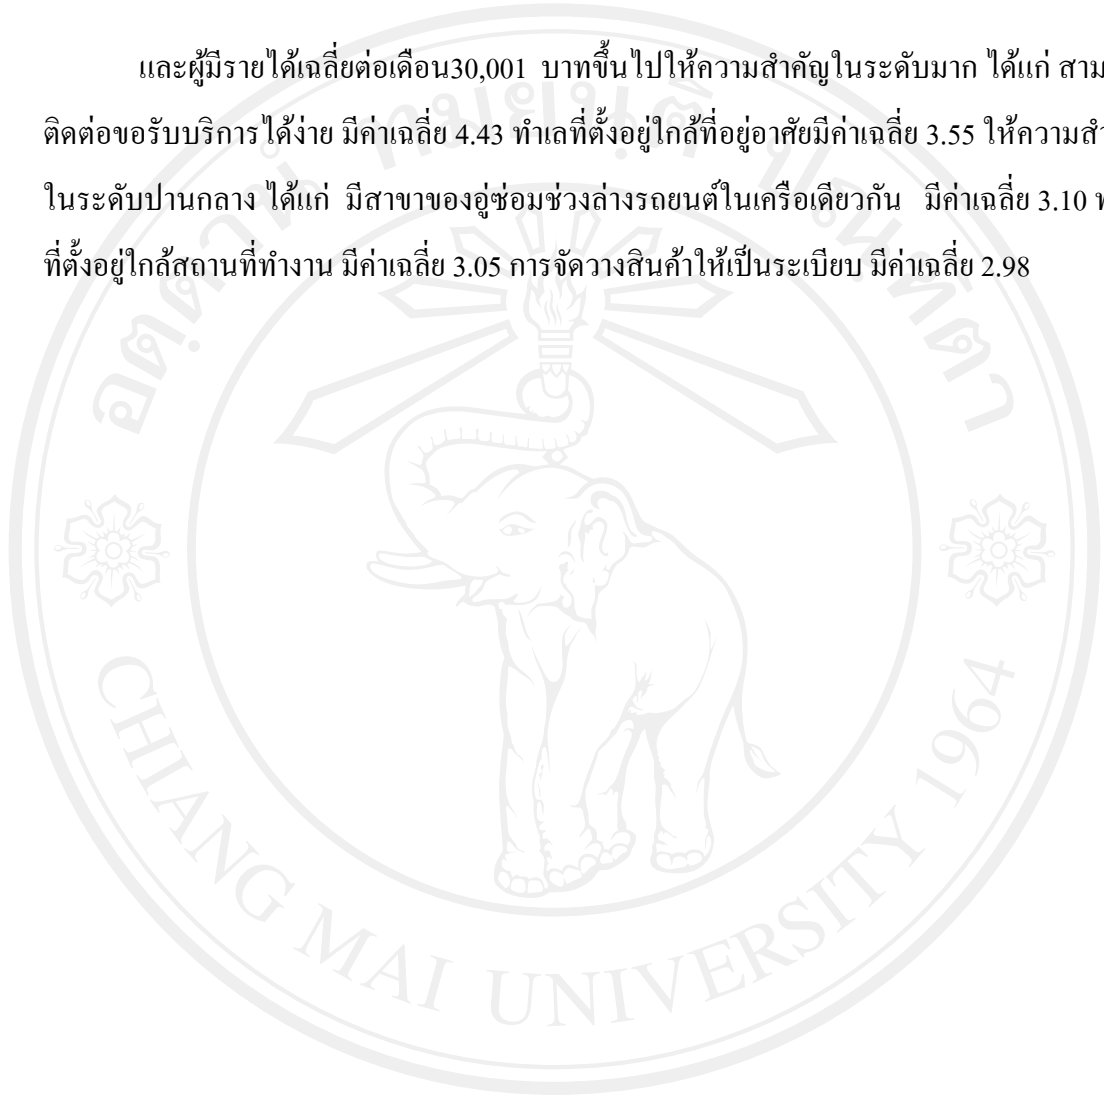 และผู้มีรายได้เฉลี่ยต่อเดือน30,001 บาทขึ้นไปให้ความสำคัญในระดับมาก ได้แก่
ติดต่อขอรับบริการได้ง่าย มีค่าเฉลี่ย 4.43 ทำเลที่ตั้งอยู่ใกล้ที่อยู่อาศัยมีค่าเฉลี่ย 3.55
ในระดับปานกลาง ได้แก่ มีสาขาของอู่ซ่อมช่วงล่างรถยนต์ในเครือเดียวกัน มีค่าเฉลี่ย 3.10
ที่ตั้งอยู่ใกล้สถานที่ทำงาน มีค่าเฉลี่ย 3.05 การจัดวางสินค้าให้เป็นระเบียบ มีค่าเฉลี่ย 2.98
CHIANG MAI UNIVERSITY 1964